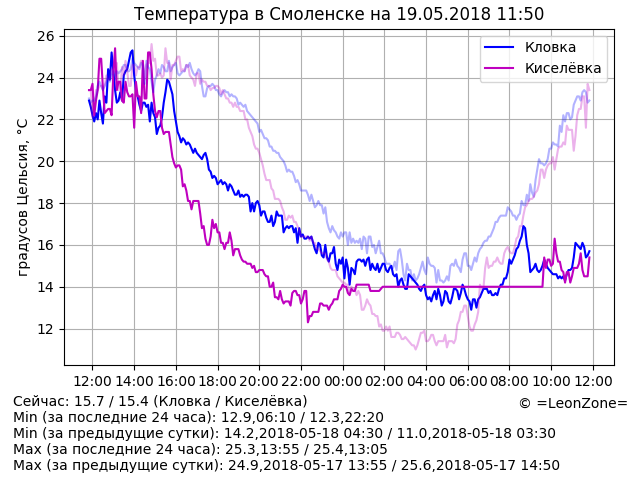 Температура в Смоленске на 19.05.2018 11:50
26
24
22
20
18
16
14
12
градусов Цельсия, °C
Кловка
Киселёвка
12:00 14:00 16:00 18:00 20:00 22:00 00:00 02:00 04:00 06:00 08:00 10:00 12:00
Сейчас: 15.7 / 15.4 (Кловка / Киселёвка)
© =LeonZone=
Min (за последние 24 часа): 12.9,06:10 / 12.3,22:20
Min (за предыдущие сутки): 14.2,2018-05-18 04:30 / 11.0,2018-05-18 03:30
Max (за последние 24 часа): 25.3,13:55 / 25.4,13:05
Max (за предыдущие сутки): 24.9,2018-05-17 13:55 / 25.6,2018-05-17 14:50